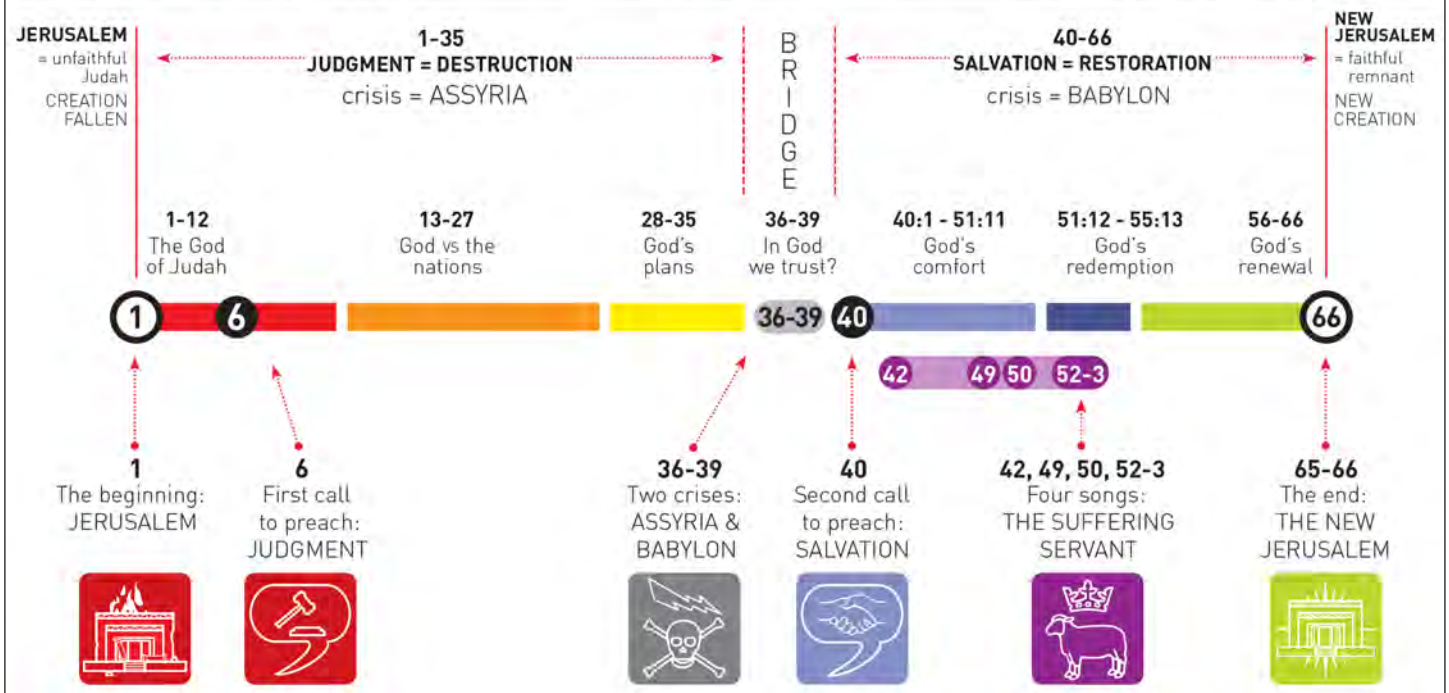 JERUSALEM
= unfaithful
Judah
CREATION
FALLEN
1-35
JUDGMENT = DESTRUCTION
crisis = ASSYRIA
B
R
I
D
G
E
40-66
SALVATION = RESTORATION
crisis = BABYLON
NEW
JERUSALEM
= faithful
remnant
NEW
CREATION
1-12
The God
of Judah
13-27
God vs the
nations
28-35
God's
plans
36-39
In God
we trust?
40:1 - 51:11
God's
comfort
51:12 - 55:13
God's
redemption
56-66
God's
renewal
1
6
36-39
40
66
42
49
50
52-3
1
The beginning:
JERUSALEM
6
First call
to preach:
JUDGMENT
36-39
Two crises:
ASSYRIA &
BABYLON
40
Second call
to preach:
SALVATION
42, 49, 50, 52-3
Four songs:
THE SUFFERING
SERVANT
65-66
The end:
THE NEW
JERUSALEM